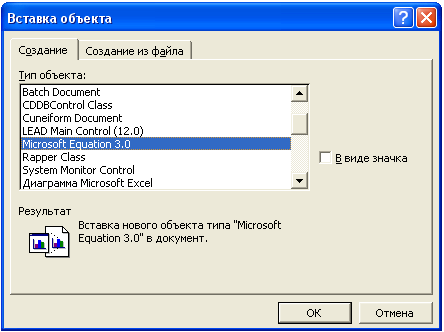 Вставка объекта
Создание
Создание из файла
Тип объекта:
Batch Document
CDDBControl Class
Cuneiform Document
LEAD Main Control (12.0)
Microsoft Equation 3.0
Rapper Class
System Monitor Control
Диаграмма Microsoft Excel
В виде значка
Результат
Вставка нового объекта типа "Microsoft
Equation 3.0" в документ.
OK
Отмена